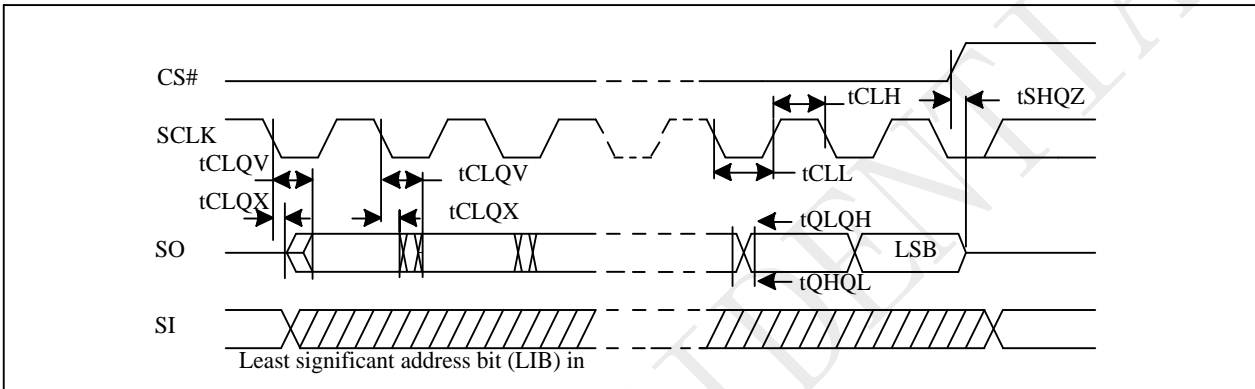 CS#
tCLH
tSHQZ
SCLK
tCLQV
tCLQV
tCLL
tCLQX
tCLQX
tQLQH
SO
LSB
tQHQL
SI
Least significant address bit (LIB) in